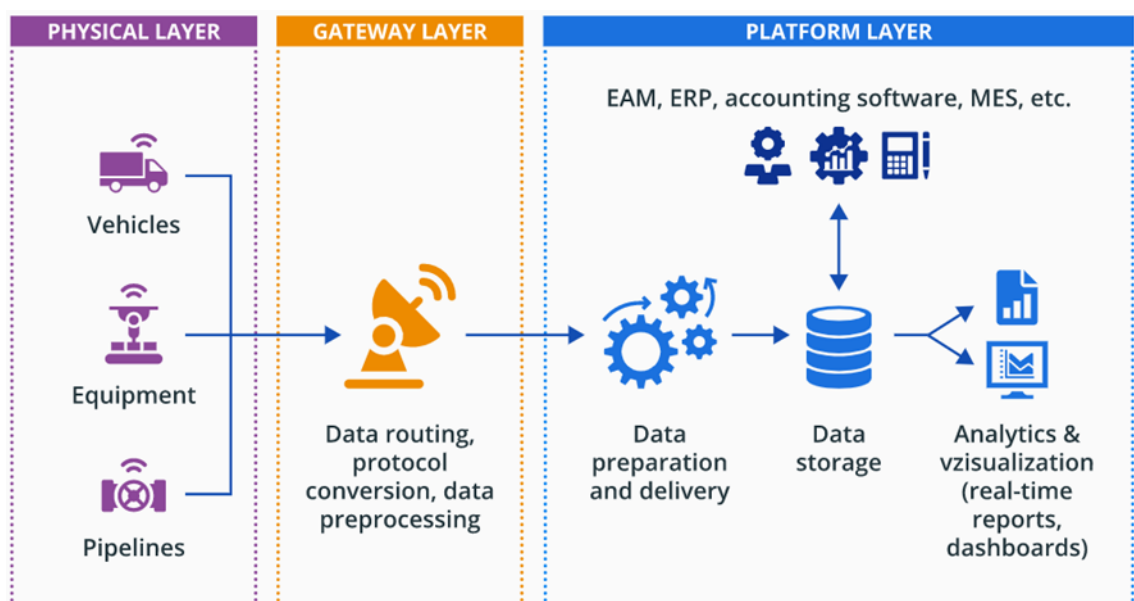 PHYSICAL LAYER
GATEWAY LAYER
PLATFORM LAYER
EAM, ERP, accounting software, MES, etc.
Vehicles
Equipment
Pipelines
Data routing,
protocol
conversion, data
preprocessing
Data
preparation
and delivery
Data
storage
Analytics &
vzisualization
(real-time
reports,
dashboards)